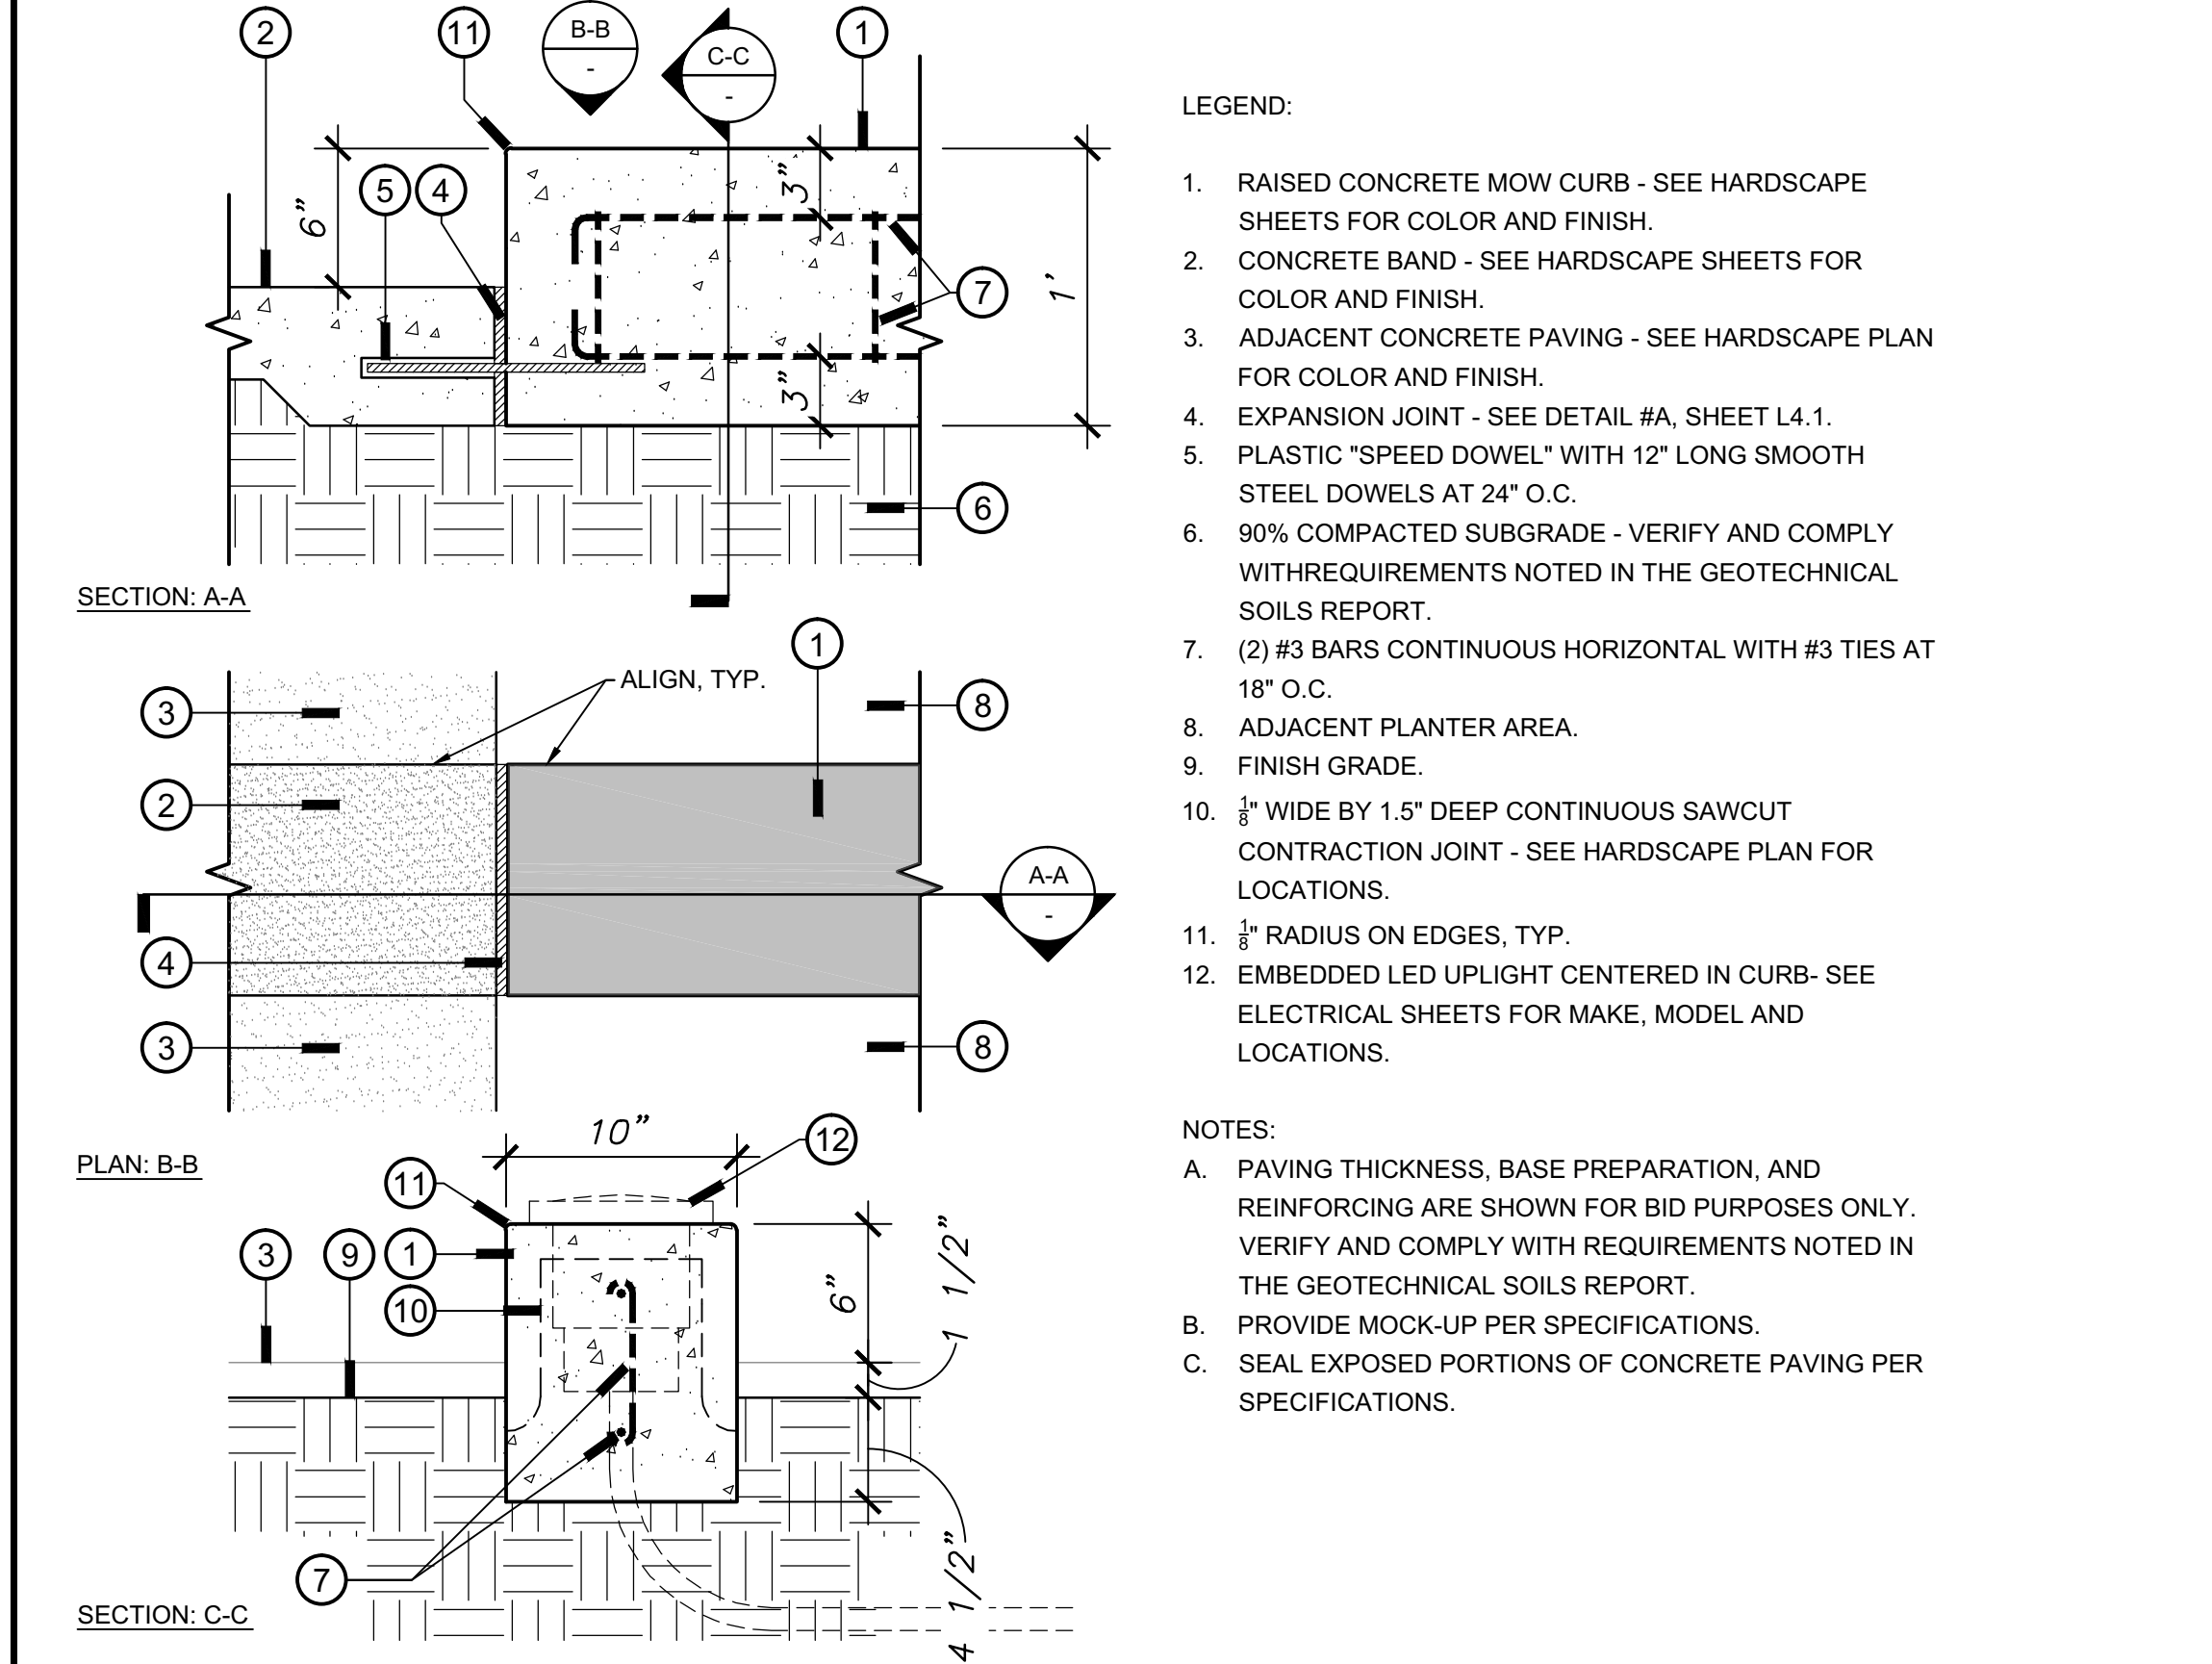 2
11
B-B
-
C-C
-
1
6"
5
4
3"
3"
7
1'
6
SECTION: A-A
1
ALIGN, TYP.
3
8
2
A-A
-
4
3
8
PLAN: B-B
10"
12
11
3
9
1
10
6"
1 1/2"
4 1/2"
7
SECTION: C-C
LEGEND:
1. RAISED CONCRETE MOW CURB - SEE HARDSCAPE
SHEETS FOR COLOR AND FINISH.
2. CONCRETE BAND - SEE HARDSCAPE SHEETS FOR
COLOR AND FINISH.
3. ADJACENT CONCRETE PAVING - SEE HARDSCAPE PLAN
FOR COLOR AND FINISH.
4. EXPANSION JOINT - SEE DETAIL #A, SHEET L4.1.
5. PLASTIC "SPEED DOWEL" WITH 12" LONG SMOOTH
STEEL DOWELS AT 24" O.C.
6. 90% COMPACTED SUBGRADE - VERIFY AND COMPLY
WITHREQUIREMENTS NOTED IN THE GEOTECHNICAL
SOILS REPORT.
7. (2) #3 BARS CONTINUOUS HORIZONTAL WITH #3 TIES AT
18" O.C.
8. ADJACENT PLANTER AREA.
9. FINISH GRADE.
10. 1/8" WIDE BY 1.5" DEEP CONTINUOUS SAWCUT
CONTRACTION JOINT - SEE HARDSCAPE PLAN FOR
LOCATIONS.
11. 1/8" RADIUS ON EDGES, TYP.
12. EMBEDDED LED UPLIGHT CENTERED IN CURB- SEE
ELECTRICAL SHEETS FOR MAKE, MODEL AND
LOCATIONS.
NOTES:
A. PAVING THICKNESS, BASE PREPARATION, AND
REINFORCING ARE SHOWN FOR BID PURPOSES ONLY.
VERIFY AND COMPLY WITH REQUIREMENTS NOTED IN
THE GEOTECHNICAL SOILS REPORT.
B. PROVIDE MOCK-UP PER SPECIFICATIONS.
C. SEAL EXPOSED PORTIONS OF CONCRETE PAVING PER
SPECIFICATIONS.